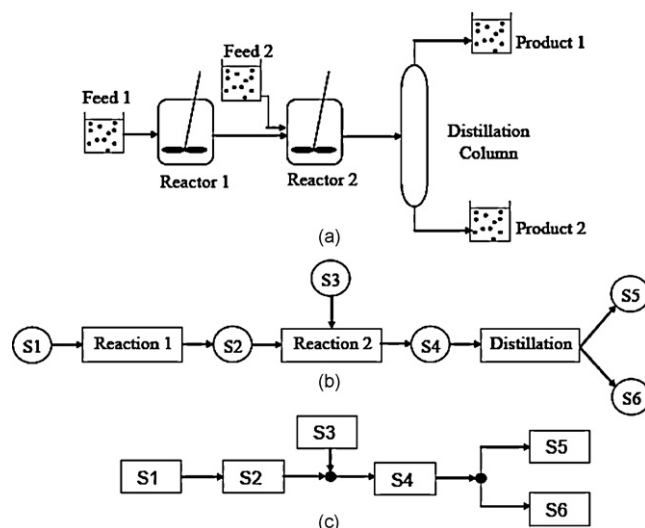 Feed 2
Product 1
Feed 1
Distillation
Column
Reactor 1
Reactor 2
Product 2
(a)
S3
S5
S1
Reaction 1
S2
Reaction 2
S4
Distillation
(b)
S6
S3
S5
S1
S2
S4
S6
(c)